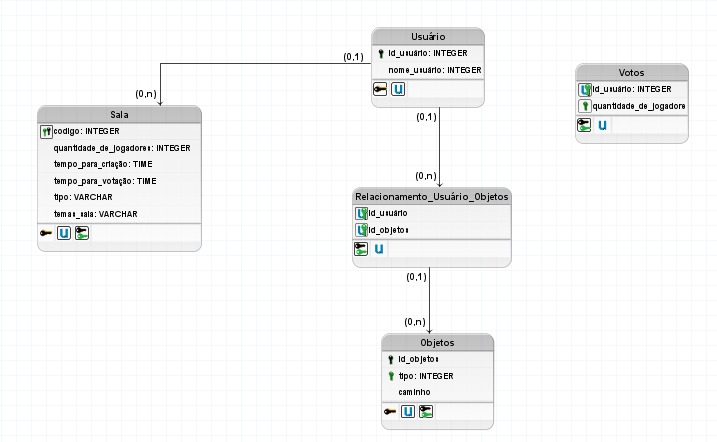 Usuário
id_usuário: INTEGER
nome_usuário: INTEGER
(0,1)
(0,n)
Sala
codigo: INTEGER
quantidade_de_jogadores: INTEGER
tempo_para_criação: TIME
tempo_para_votação: TIME
tipo: VARCHAR
temas_sala: VARCHAR
U
U
Votos
id_usuário: INTEGER
quantidade_de_jogadore
U
(0,1)
(0,n)
Relacionamento_Usuário_Objetos
id_usuário
id_objetos
U
(0,1)
(0,n)
Objetos
id_objetos
tipo: INTEGER
caminho
U